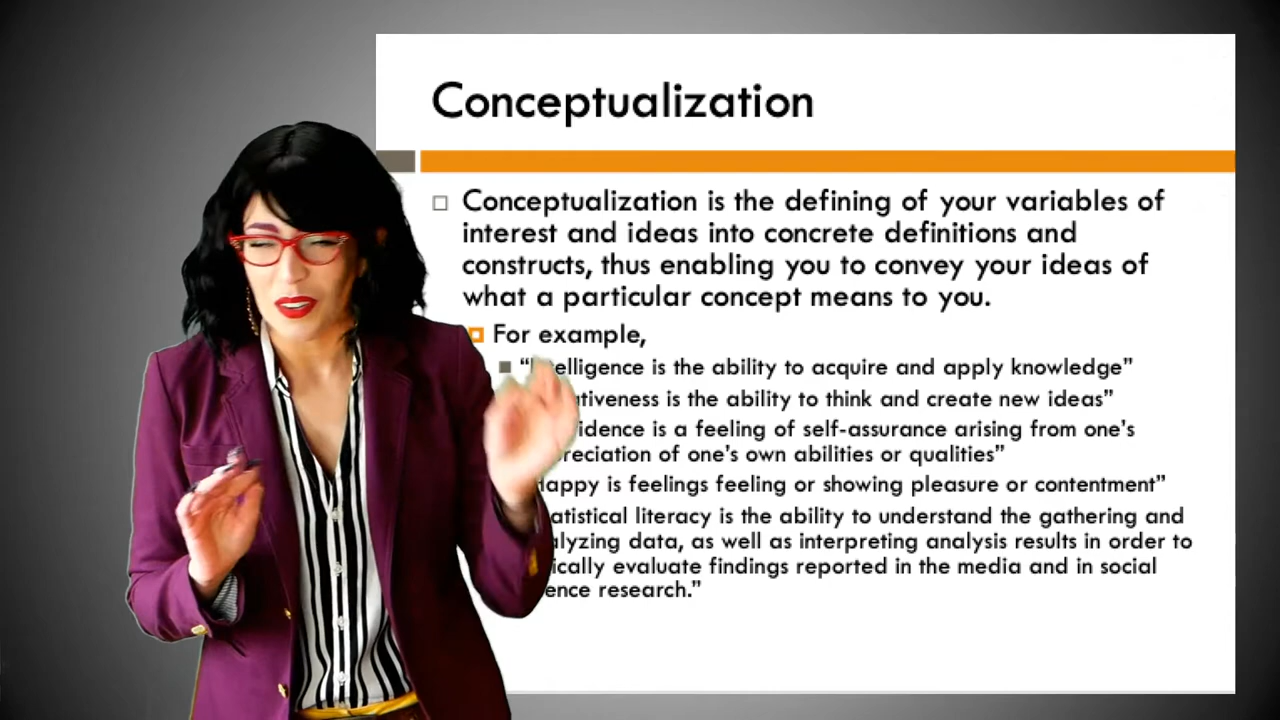 Conceptualization
Conceptualization is the defining of your variables of
interest and ideas into concrete definitions and
constructs, thus enabling you to convey your ideas of
what a particular concept means to you.
For example,
is the ability to acquire and apply knowledge”
is the ability to think and create new ideas”
is a feeling of self-assurance arising from one’s
of one’s own abilities or qualities”
is feelings feeling or showing pleasure or contentment”
literacy is the ability to understand the gathering and
data, as well as interpreting analysis results in order to
evaluate findings reported in the media and in social
research.”